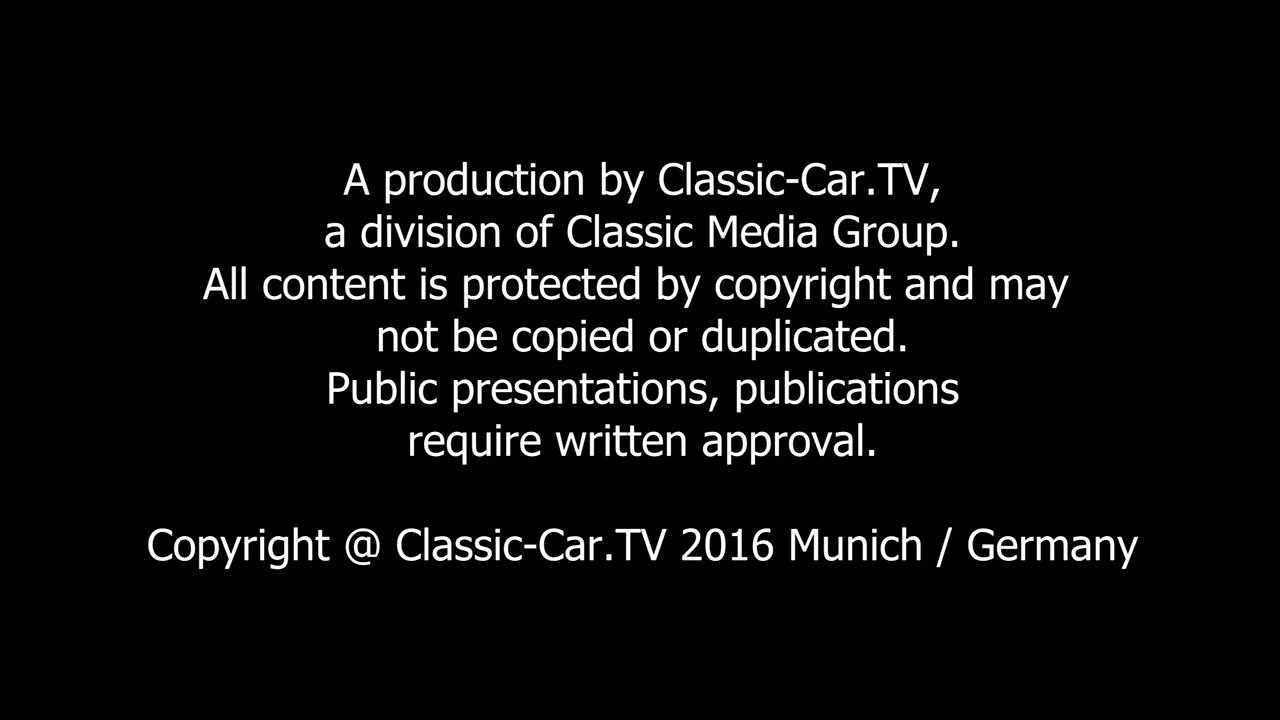 A production by Classic-Car.TV,
a division of Classic Media Group.
All content is protected by copyright and may
not be copied or duplicated.
Public presentations, publications
require written approval.
Copyright @ Classic-Car.TV 2016 Munich / Germany